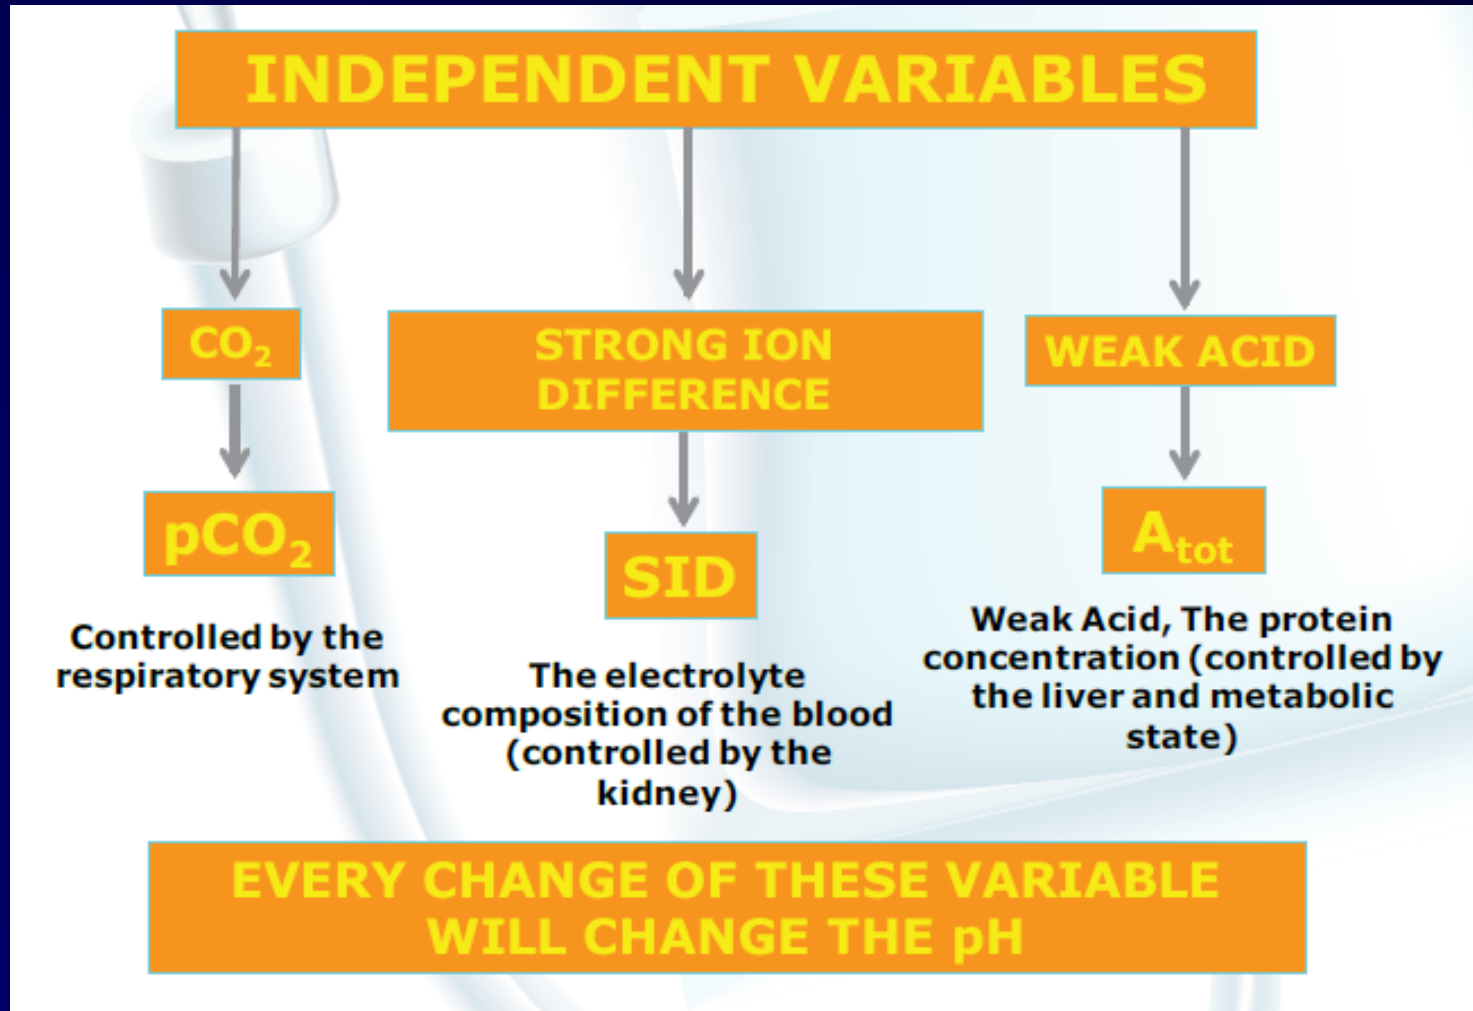 INDEPENDENT VARIABLES
CO₂
STRONG ION
DIFFERENCE
WEAK ACID
pCO₂
SID
Aₜₒₜ
Controlled by the
respiratory system
The electrolyte
composition of the blood
(controlled by the
kidney)
Weak Acid, The protein
concentration (controlled by
the liver and metabolic
state)
EVERY CHANGE OF THESE VARIABLE
WILL CHANGE THE pH